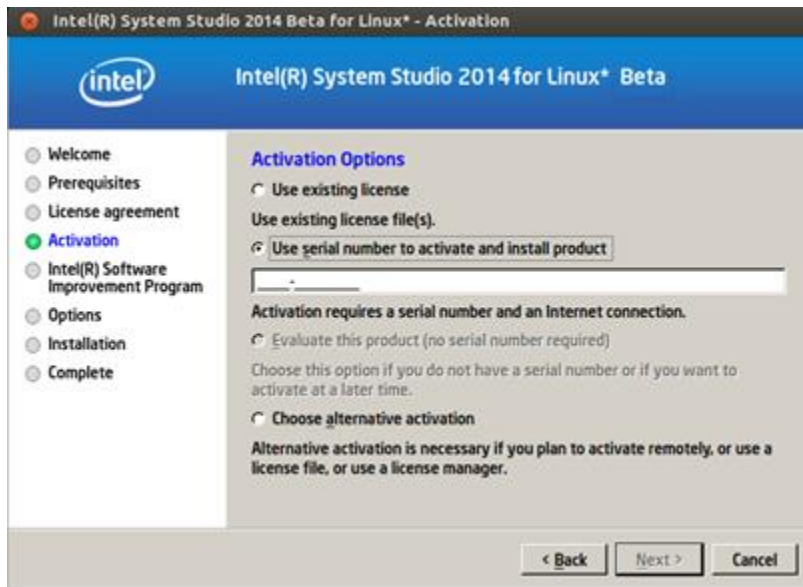 Intel(R) System Studio 2014 Beta for Linux* - Activation
intel
Intel(R) System Studio 2014 for Linux* Beta
Welcome
Prerequisites
License agreement
Activation
Intel(R) Software
Improvement Program
Options
Installation
Complete
Activation Options
Use existing license
Use existing license file(s).
Use serial number to activate and install product
____-________
Activation requires a serial number and an Internet connection.
Evaluate this product (no serial number required)
Choose this option if you do not have a serial number or if you want to
activate at a later time.
Choose alternative activation
Alternative activation is necessary if you plan to activate remotely, or use a
license file, or use a license manager.
< Back
Next >
Cancel